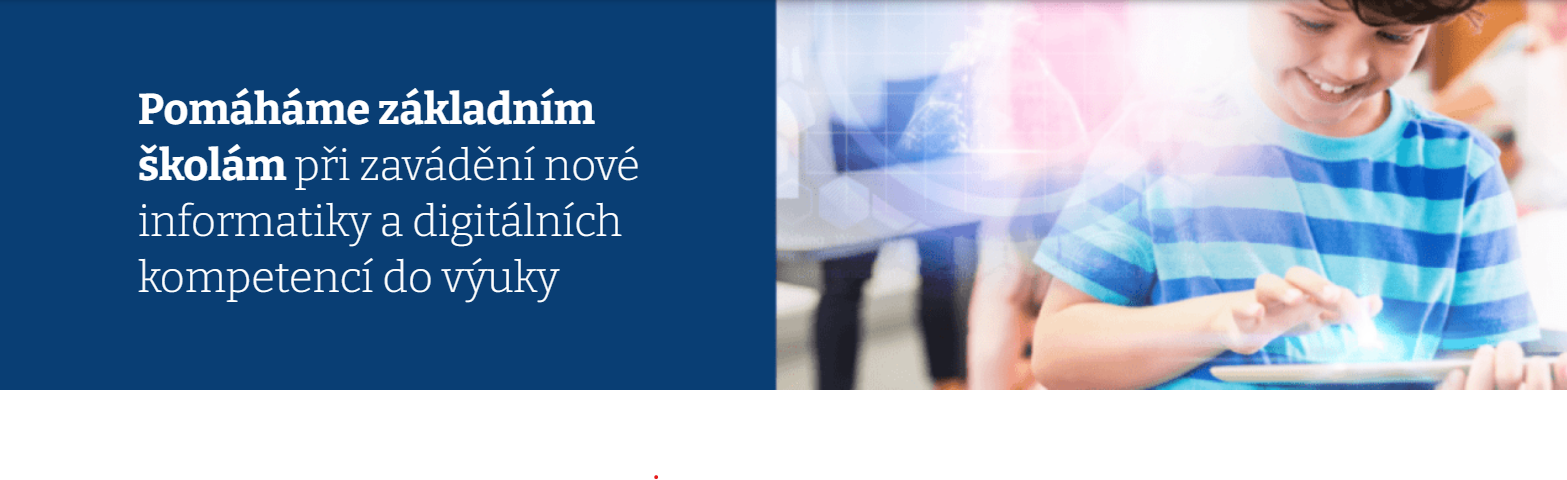 Pomáháme základním
školám při zavádění nové
informatiky a digitálních
kompetencí do výuky